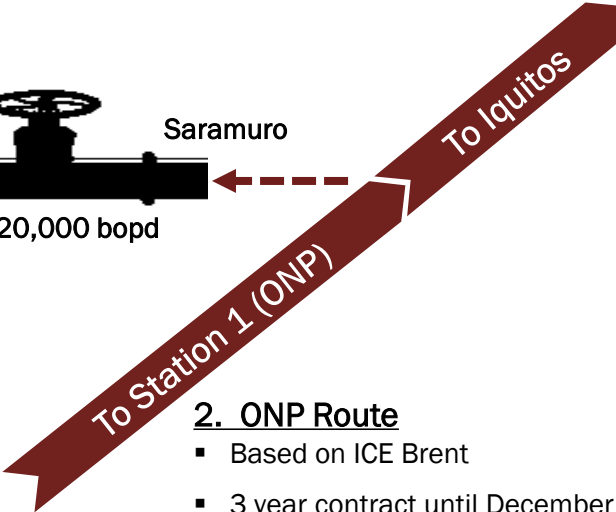 To Iquitos
Saramuro
20,000 bopd
To Station 1 (ONP)
2. ONP Route
▪ Based on ICE Brent
▪ 3 year contract until December